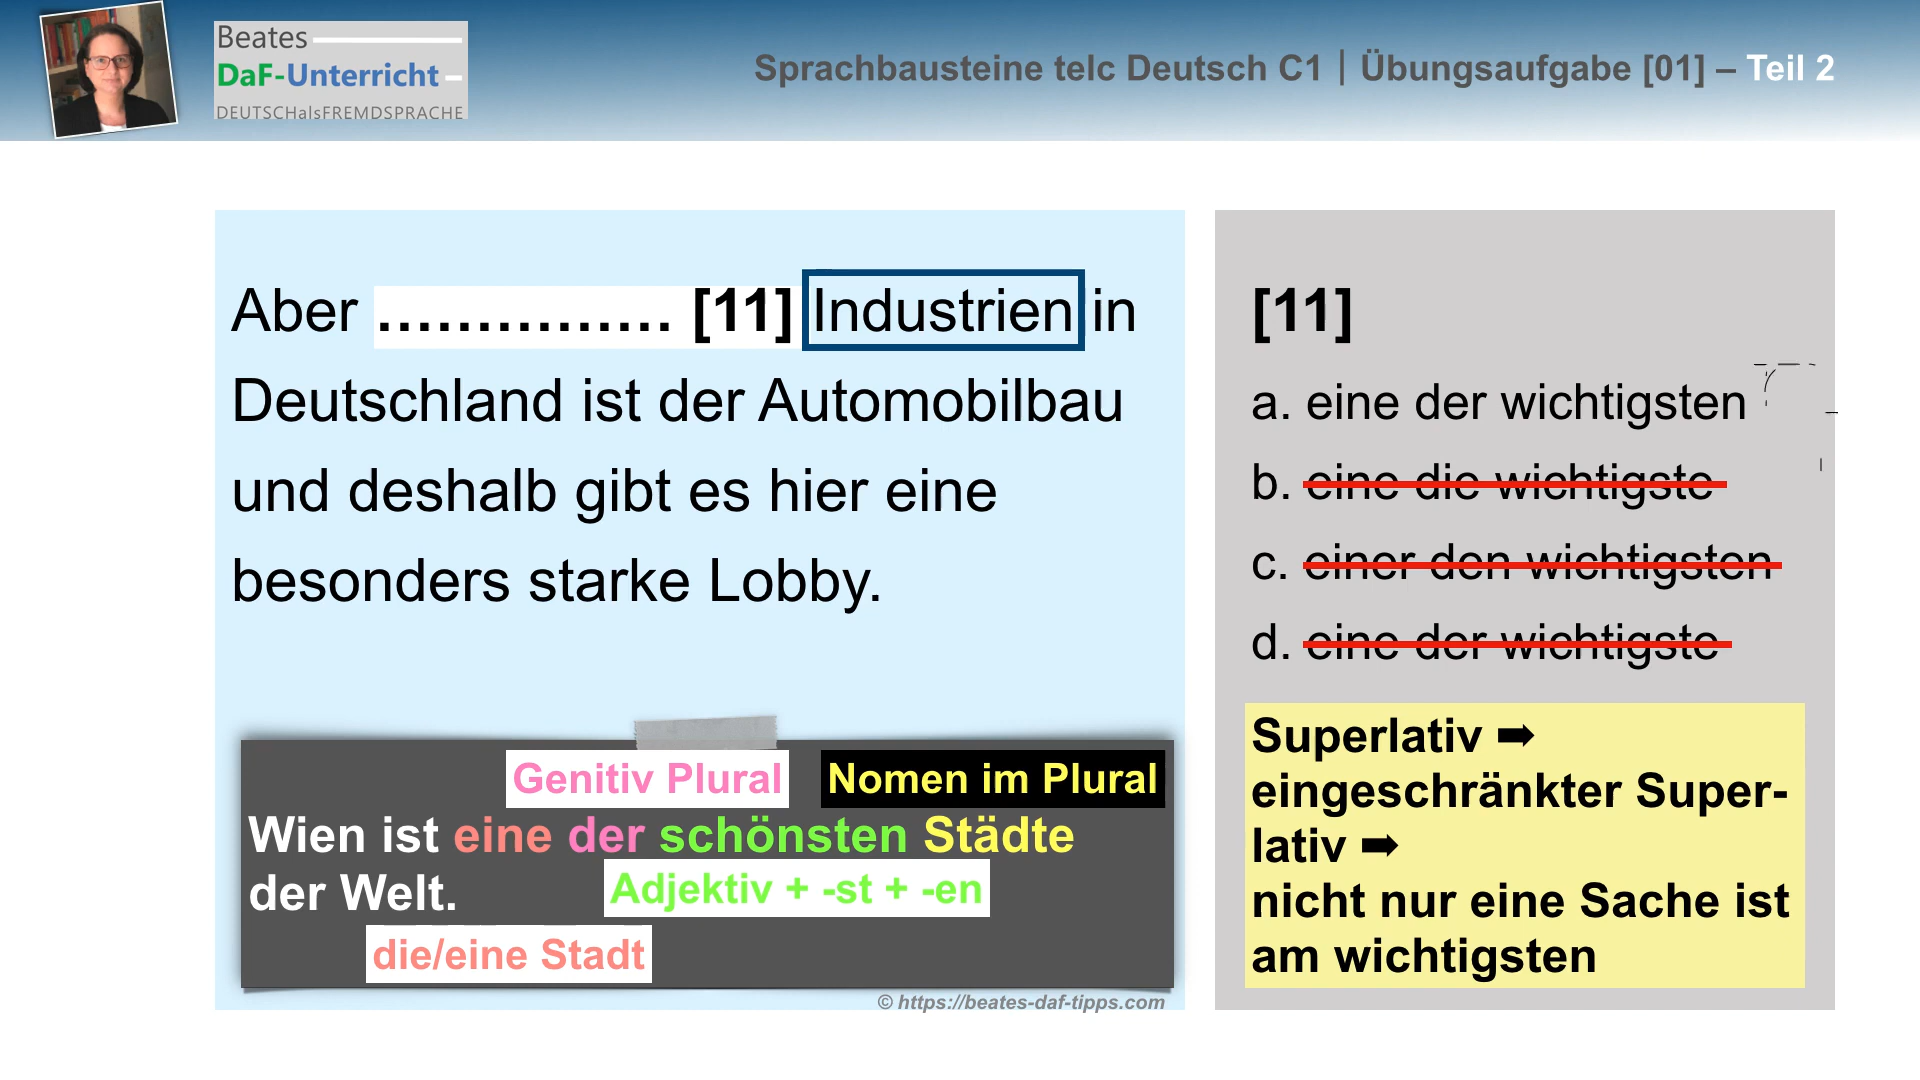 Beates
DaF-Unterricht
DEUTSCHalsFREMDSPRACHE
Sprachbausteine telc Deutsch C1 | Übungsaufgabe [01] – Teil 2
Aber ............... [11] Industrien in
Deutschland ist der Automobilbau
und deshalb gibt es hier eine
besonders starke Lobby.
Genitiv Plural Nomen im Plural
Wien ist eine der schönsten Städte
der Welt. Adjektiv + -st + -en
die/eine Stadt
© https://beates-daf-tipps.com
[11]
a. eine der wichtigsten
b. eine die wichtigste
c. einer den wichtigsten
d. eine der wichtigste
Superlativ ➡
eingeschränkter Super-
lativ ➡
nicht nur eine Sache ist
am wichtigsten